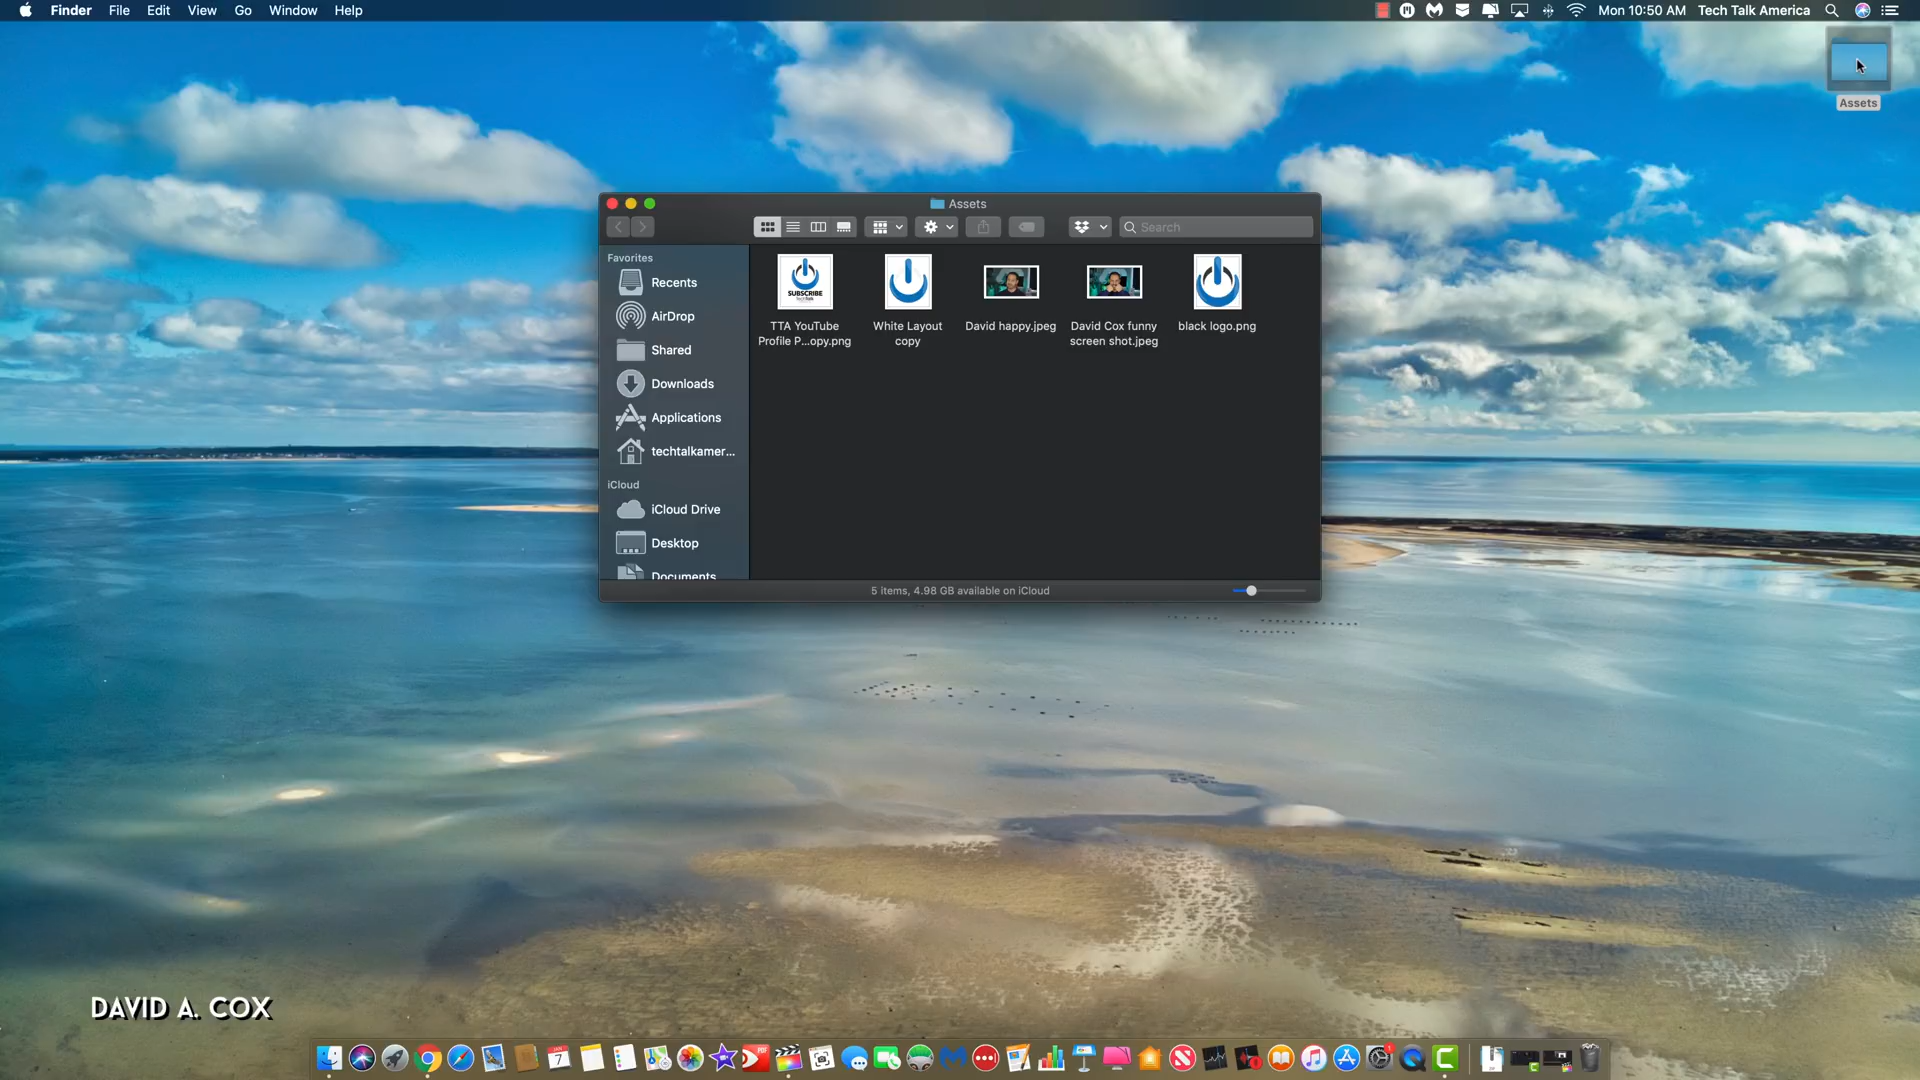 Finder File Edit View Go Window Help
Mon 10:50 AM Tech Talk America
Assets
Assets
Search
Favorites
Recents
AirDrop
Shared
Downloads
Applications
techtalkamer...
iCloud
iCloud Drive
Desktop
Documents
SUBSCRIBE
TTA YouTube
Profile P...opy.png
White Layout
copy
David happy.jpeg
David Cox funny
screen shot.jpeg
black logo.png
5 items, 4.98 GB available on iCloud
DAVID A. COX
7